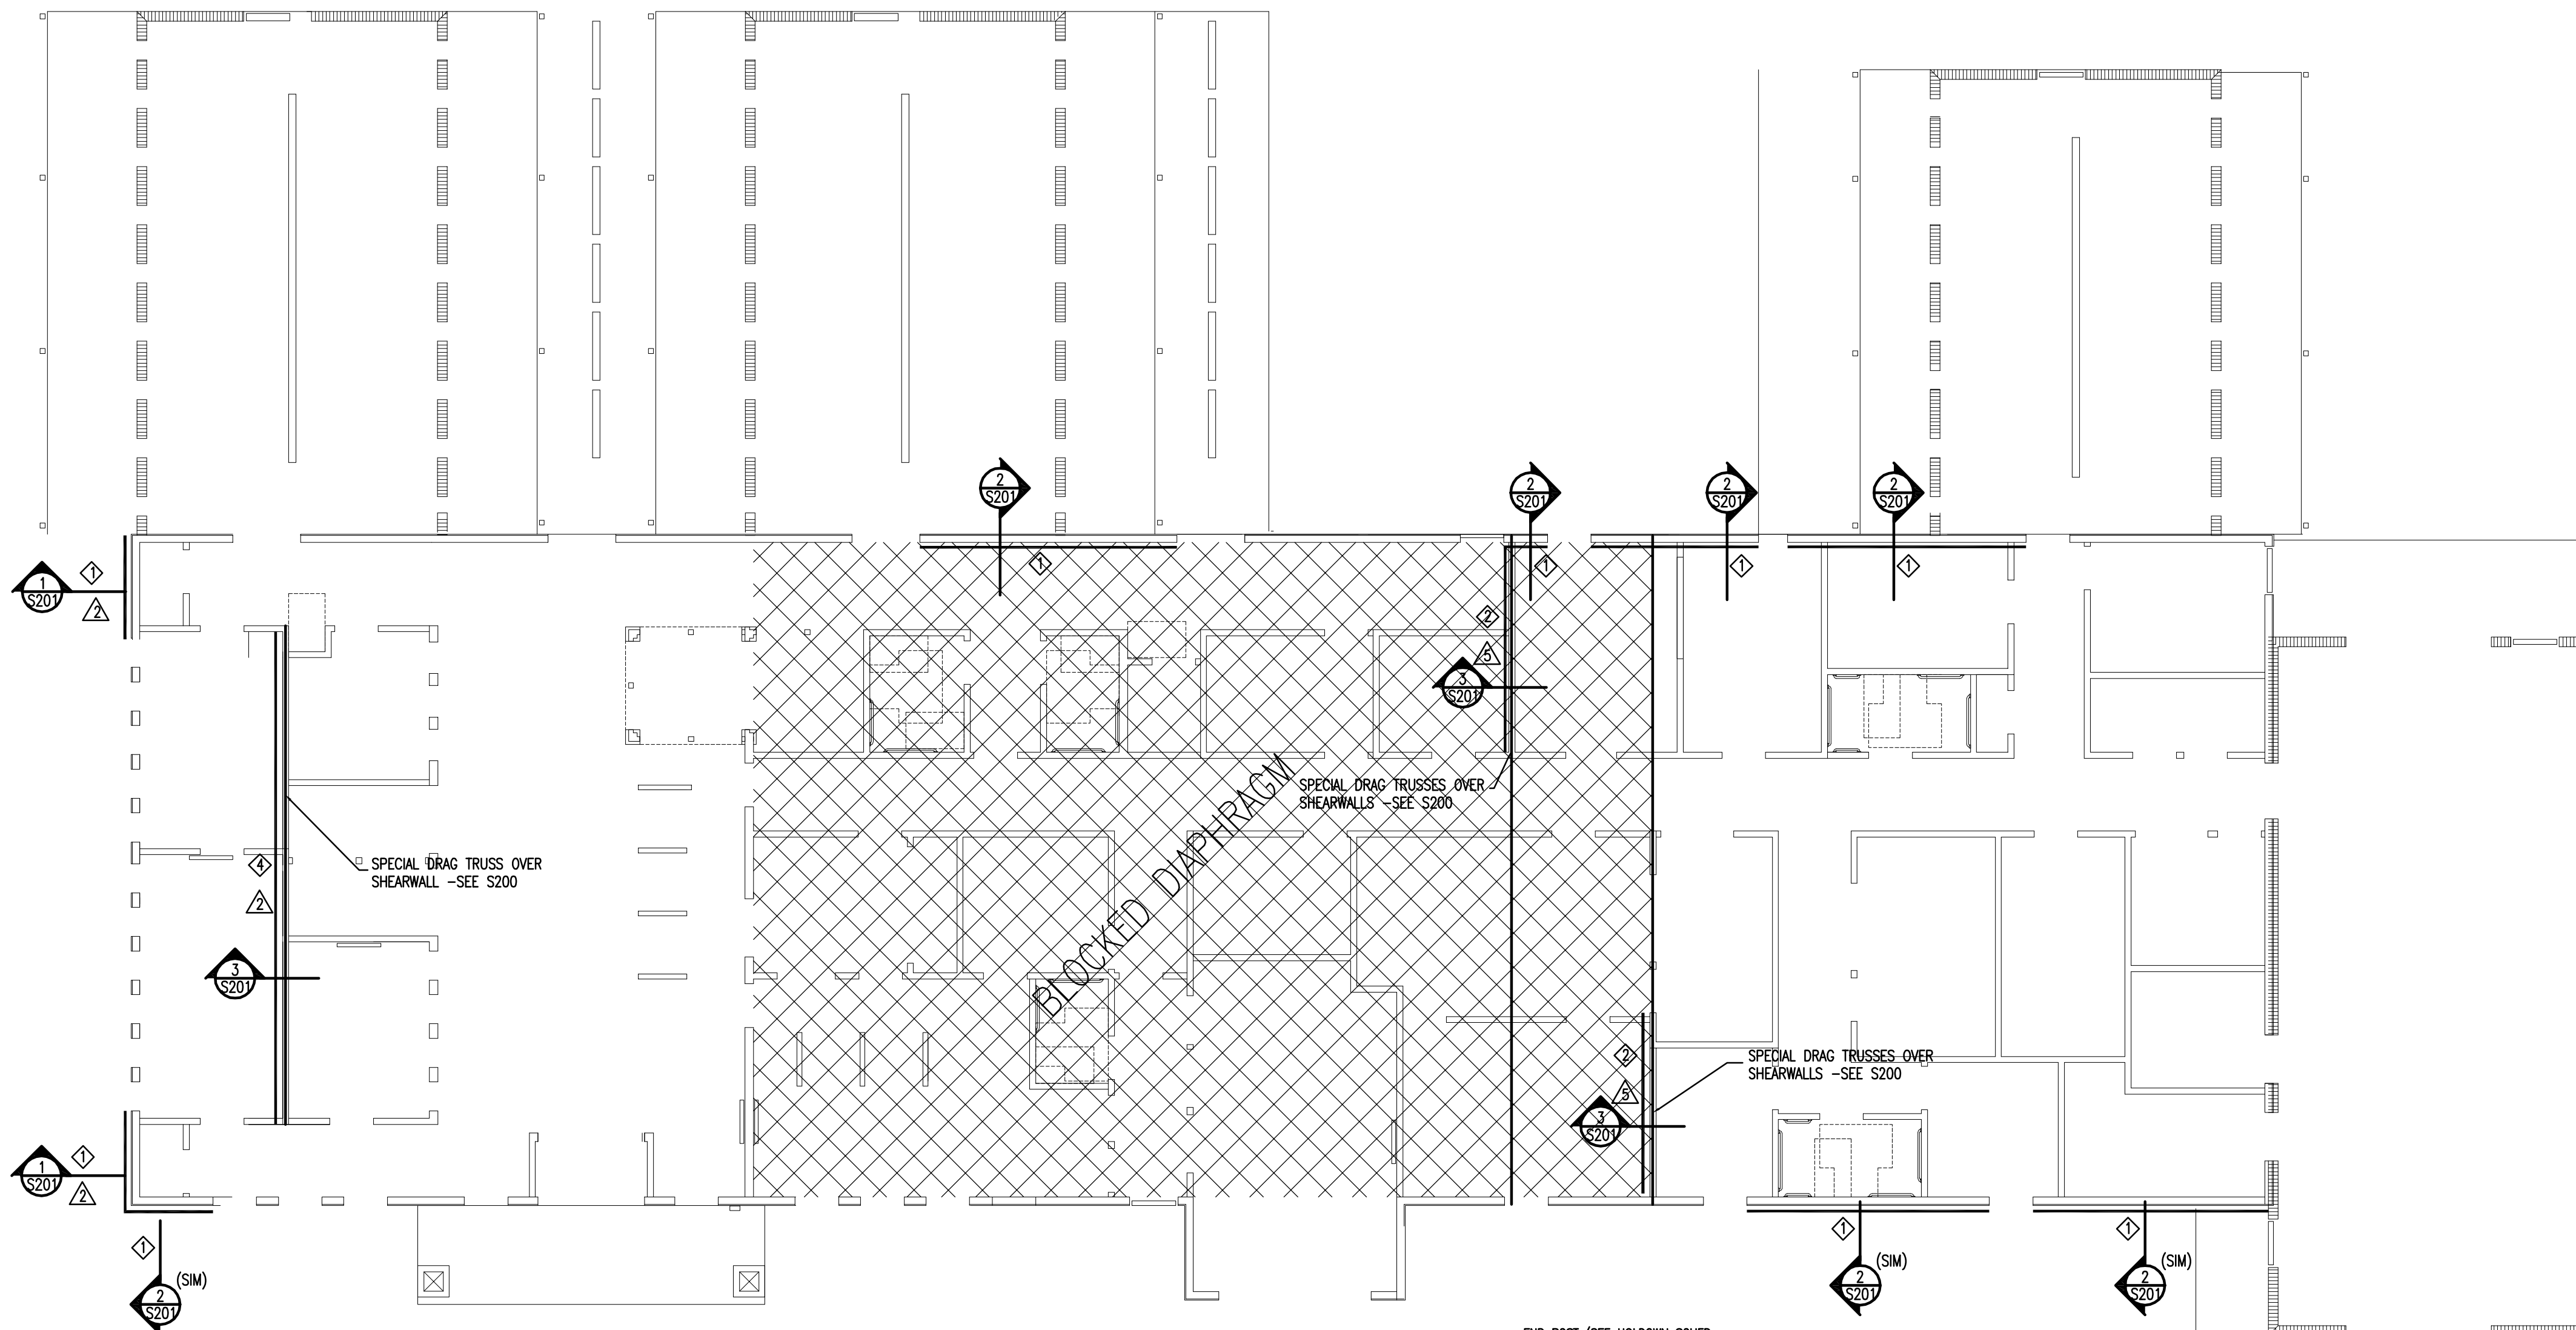 2
S201
2
S201
2
S201
2
S201
1
1
1
1
1
S201
1
2
2
5
3
S201
SPECIAL DRAG TRUSSES OVER
SHEARWALLS -SEE S200
BLOCKED DIAPHRAGM
4
2
SPECIAL DRAG TRUSS OVER
SHEARWALL -SEE S200
3
S201
2
5
SPECIAL DRAG TRUSSES OVER
SHEARWALLS -SEE S200
3
S201
1
S201
1
2
1
(SIM)
2
S201
1
(SIM)
2
S201
1
(SIM)
2
S201